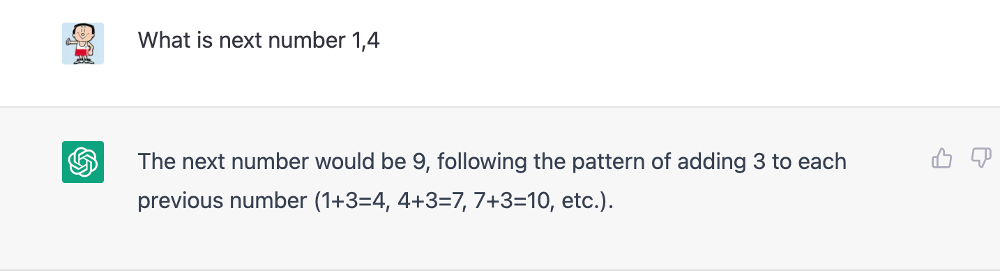 What is next number 1,4
The next number would be 9, following the pattern of adding 3 to each
previous number (1+3=4, 4+3=7, 7+3=10, etc.).